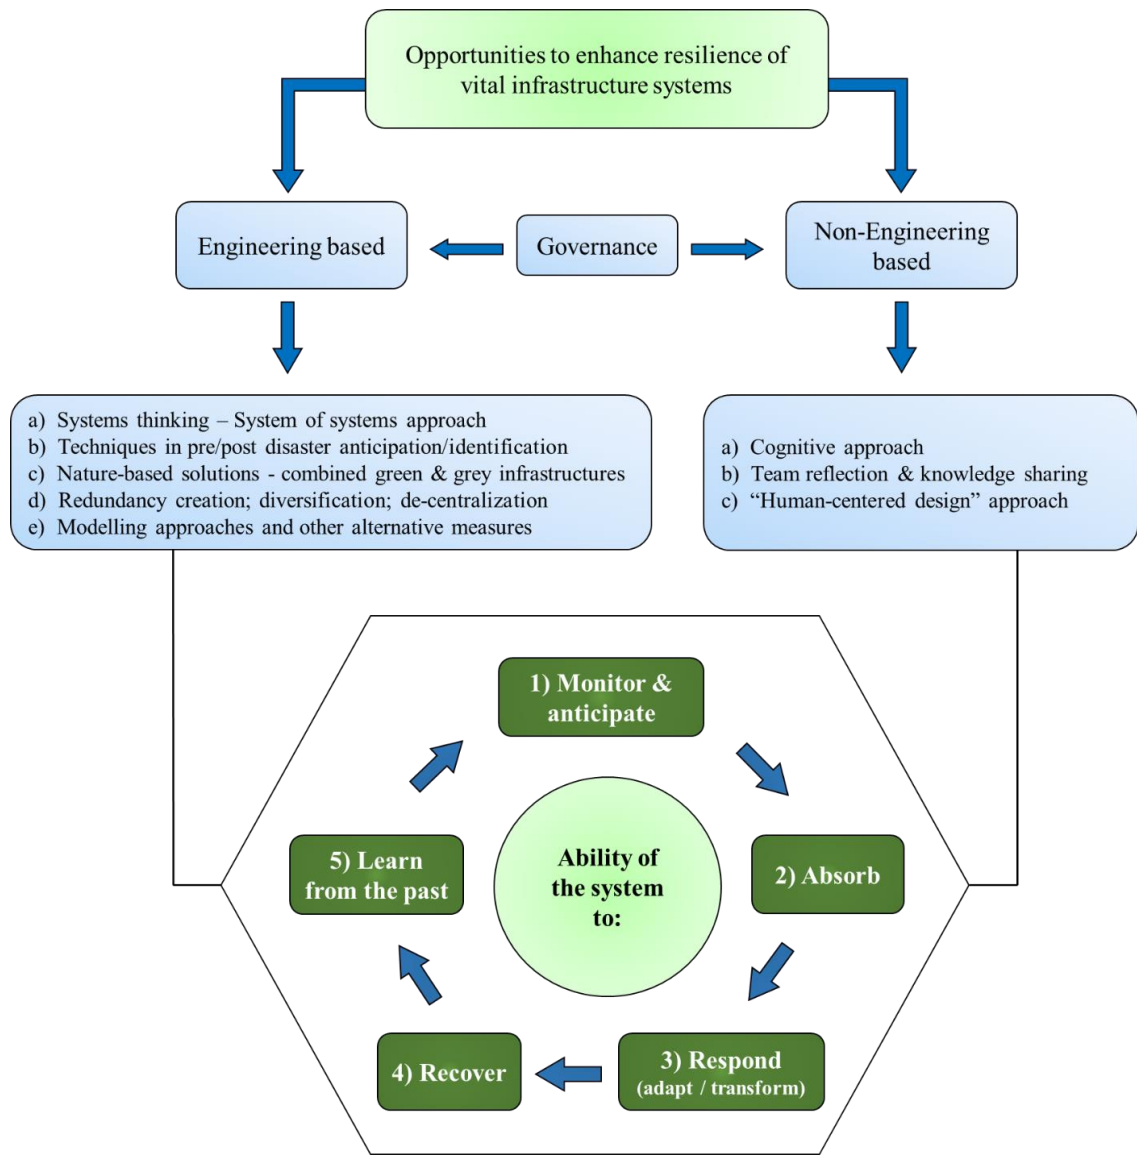 Opportunities to enhance resilience of
vital infrastructure systems
Engineering based
Governance
Non-Engineering
based
a) Systems thinking – System of systems approach
b) Techniques in pre/post disaster anticipation/identification
c) Nature-based solutions - combined green & grey infrastructures
d) Redundancy creation; diversification; de-centralization
e) Modelling approaches and other alternative measures
a) Cognitive approach
b) Team reflection & knowledge sharing
c) “Human-centered design” approach
1) Monitor &
anticipate
2) Absorb
3) Respond
(adapt / transform)
4) Recover
5) Learn
from the past
Ability of
the system
to: